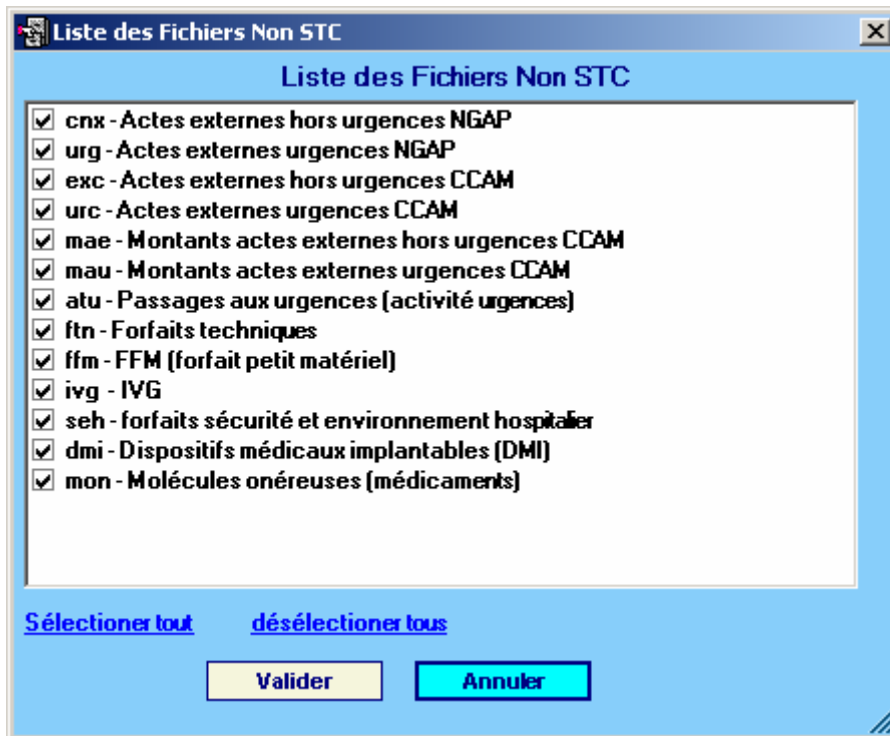 Liste des Fichiers Non STC
Liste des Fichiers Non STC
cnx - Actes externes hors urgences NGAP
urg - Actes externes urgences NGAP
exc - Actes externes hors urgences CCAM
urc - Actes externes urgences CCAM
mae - Montants actes externes hors urgences CCAM
mau - Montants actes externes urgences CCAM
atu - Passages aux urgences (activité urgences)
ftn - Forfaits techniques
ffm - FFM (forfait petit matériel)
ivg - IVG
seh - forfaits sécurité et environnement hospitalier
dmi - Dispositifs médicaux implantables (DMI)
mon - Molécules onéreuses (médicaments)
Sélectioner tout désélectioner tous
Valider Annuler